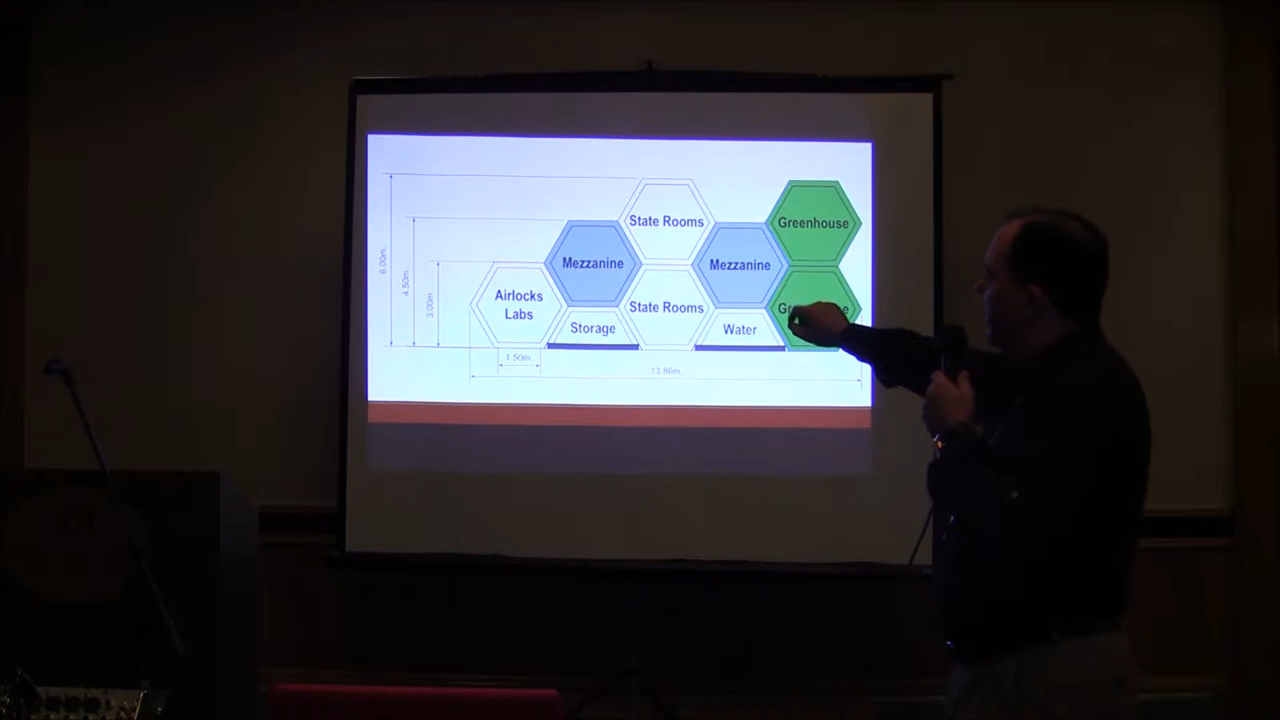 State Rooms
Greenhouse
Mezzanine
Mezzanine
6.00m.
4.50m.
3.00m.
Airlocks
Labs
State Rooms
Storage
Water
1.50m.
13.86m.